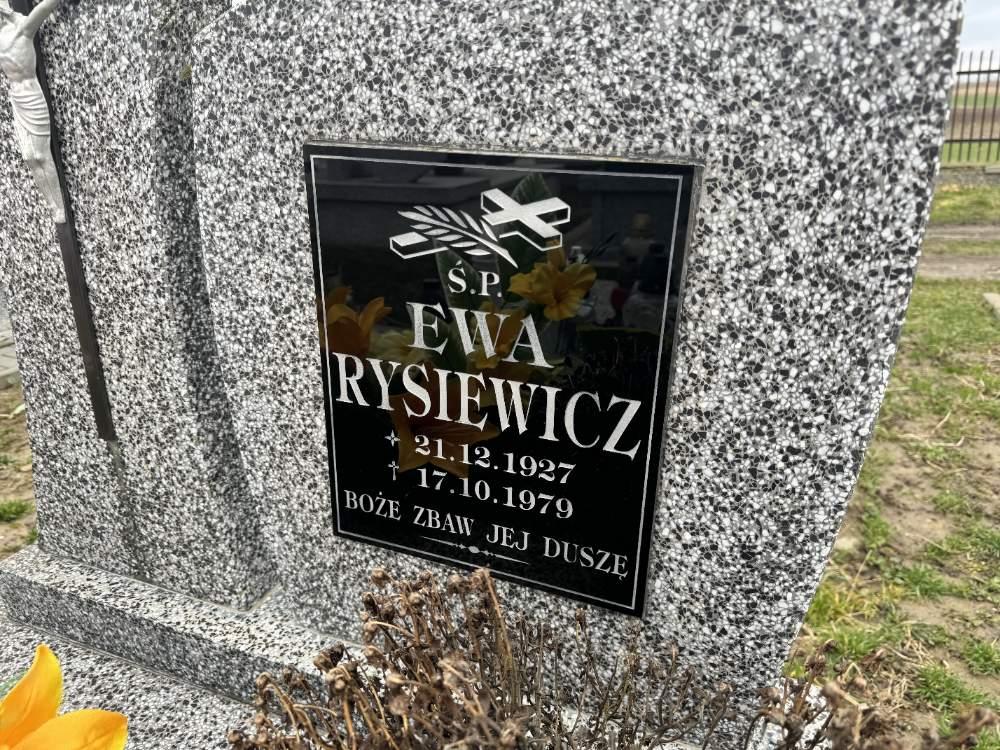 Ś.P.
EWA
RYSIEWICZ
21.12.1927
† 17.10.1979
BOŻE ZBAW JEJ DUSZĘ